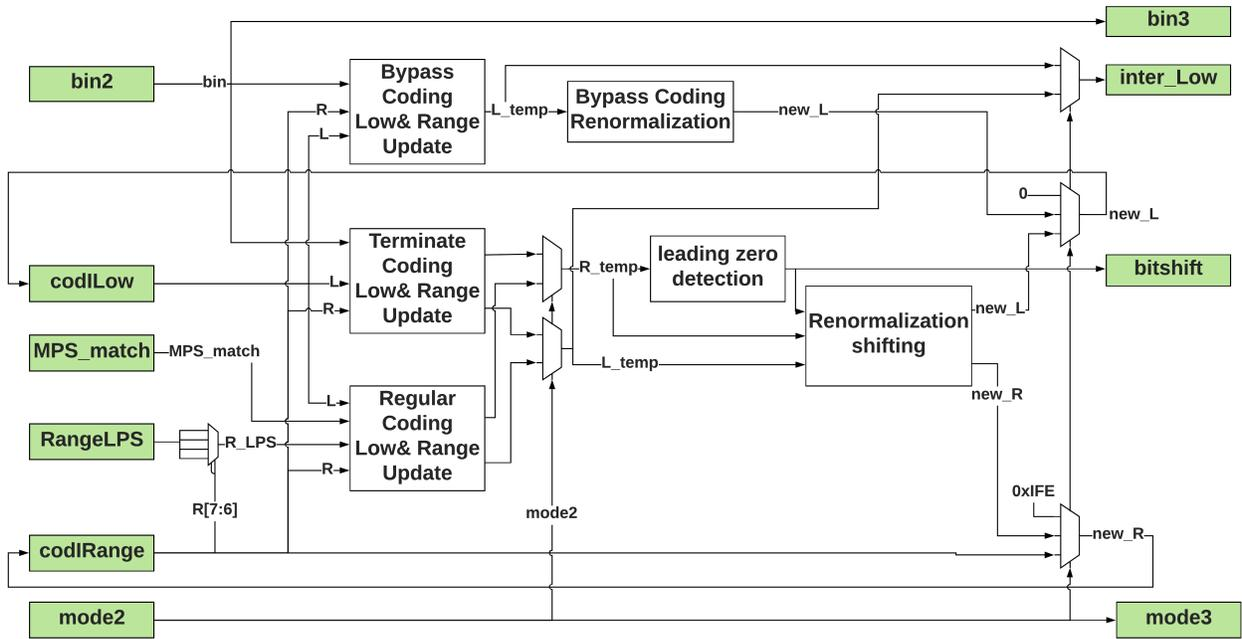 bin3
bin2
bin
Bypass
Coding
Low& Range
Update
R
L
L_temp
Bypass Coding
Renormalization
new_L
inter_Low
0
new_L
codILow
Terminate
Coding
Low& Range
Update
L
R
R_temp
leading zero
detection
bitshift
Renormalization
shifting
new_L
MPS_match
MPS_match
L_temp
new_R
RangeLPS
R_LPS
Regular
Coding
Low& Range
Update
L
R
R[7:6]
mode2
0xIFE
new_R
codIRange
mode2
mode3